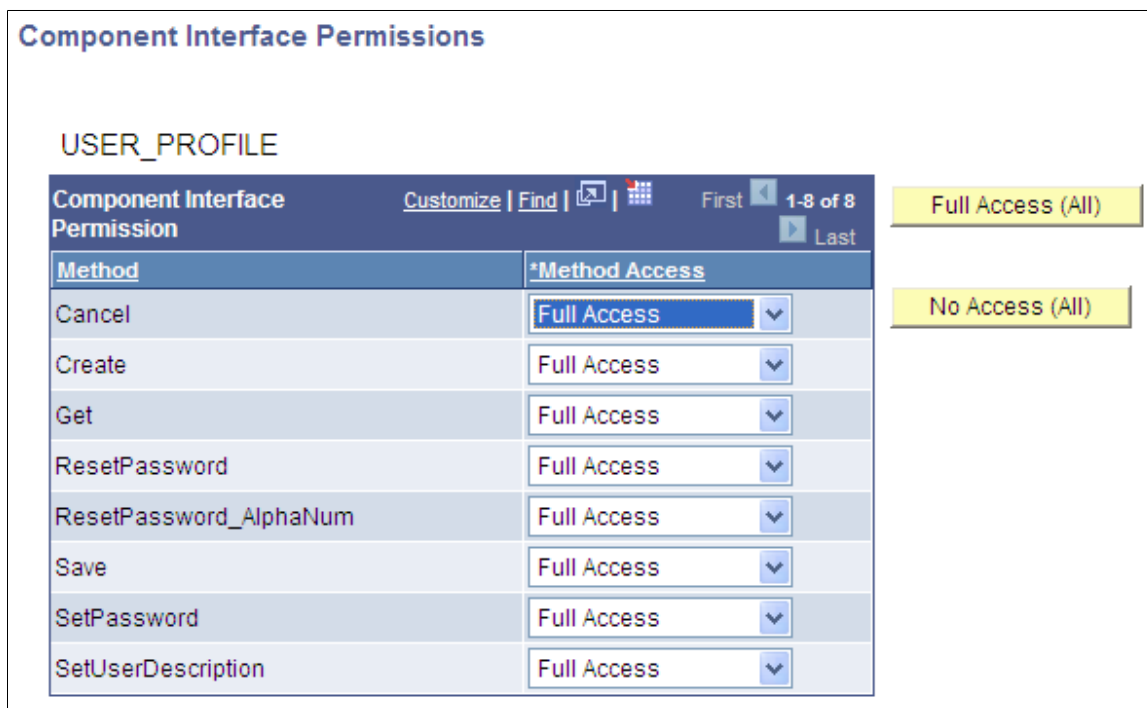 Component Interface Permissions
USER_PROFILE
Component Interface Permission Customize | Find | | First 1-8 of 8 Last
Full Access (All)
Method *Method Access
Cancel Full Access
No Access (All)
Create Full Access
Get Full Access
ResetPassword Full Access
ResetPassword_AlphaNum Full Access
Save Full Access
SetPassword Full Access
SetUserDescription Full Access